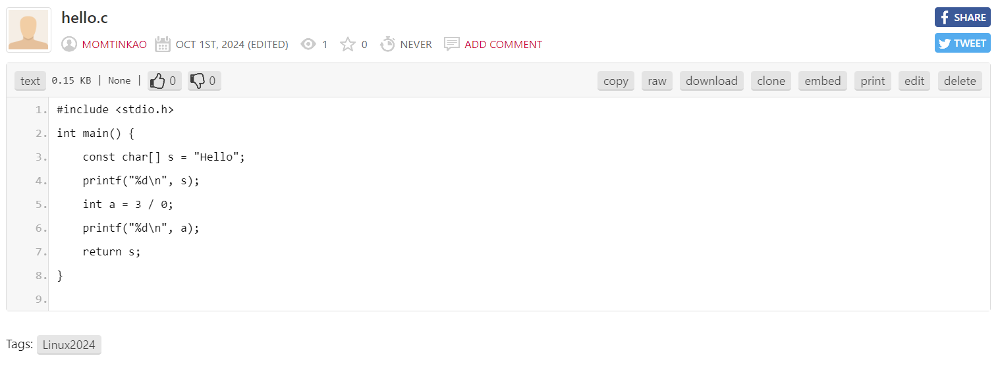 hello.c
SHARE
MOMTINKAO OCT 1ST, 2024 (EDITED) 1 0 NEVER ADD COMMENT
TWEET
text 0.15 KB | None | 0 0 copy raw download clone embed print edit delete
1. #include <stdio.h>
2. int main() {
3.     const char[] s = "Hello";
4.     printf("%d\n", s);
5.     int a = 3 / 0;
6.     printf("%d\n", a);
7.     return s;
8. }
9.
Tags: Linux2024